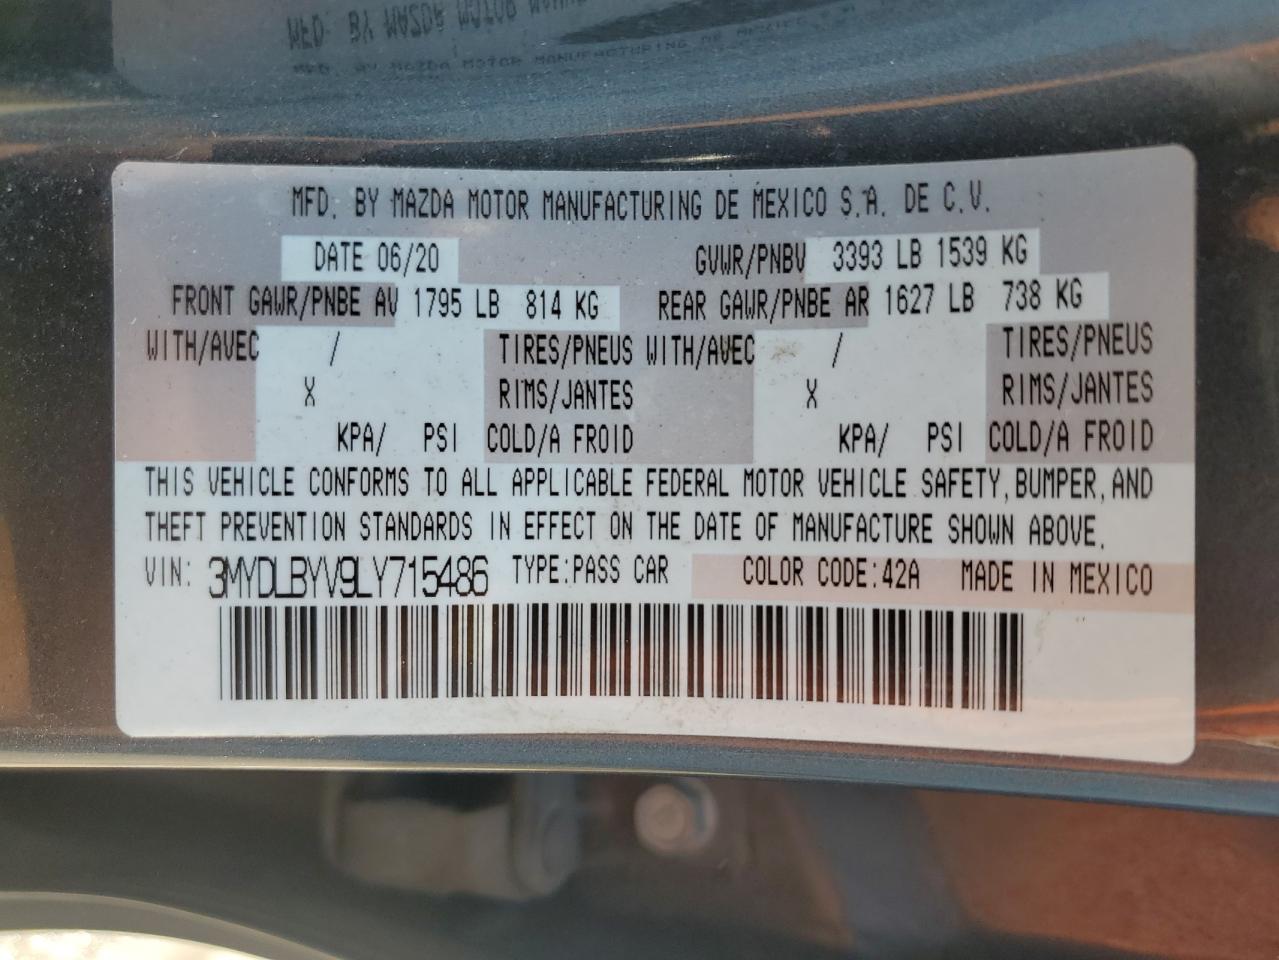 MFD. BY MAZDA MOTOR MANUFACTURING DE MEXICO S.A. DE C.V.
DATE 06/20 GVWR/PNBV 3393 LB 1539 KG
FRONT GAWR/PNBE AV 1795 LB 814 KG REAR GAWR/PNBE AR 1627 LB 738 KG
WITH/AVEC / TIRES/PNEUS WITH/AVEC / TIRES/PNEUS
X RIMS/JANTES X RIMS/JANTES
KPA/ PSI COLD/A FROID KPA/ PSI COLD/A FROID
THIS VEHICLE CONFORMS TO ALL APPLICABLE FEDERAL MOTOR VEHICLE SAFETY, BUMPER, AND
THEFT PREVENTION STANDARDS IN EFFECT ON THE DATE OF MANUFACTURE SHOWN ABOVE.
VIN: 3MYDLBYV9LY715486 TYPE:PASS CAR COLOR CODE:42A MADE IN MEXICO